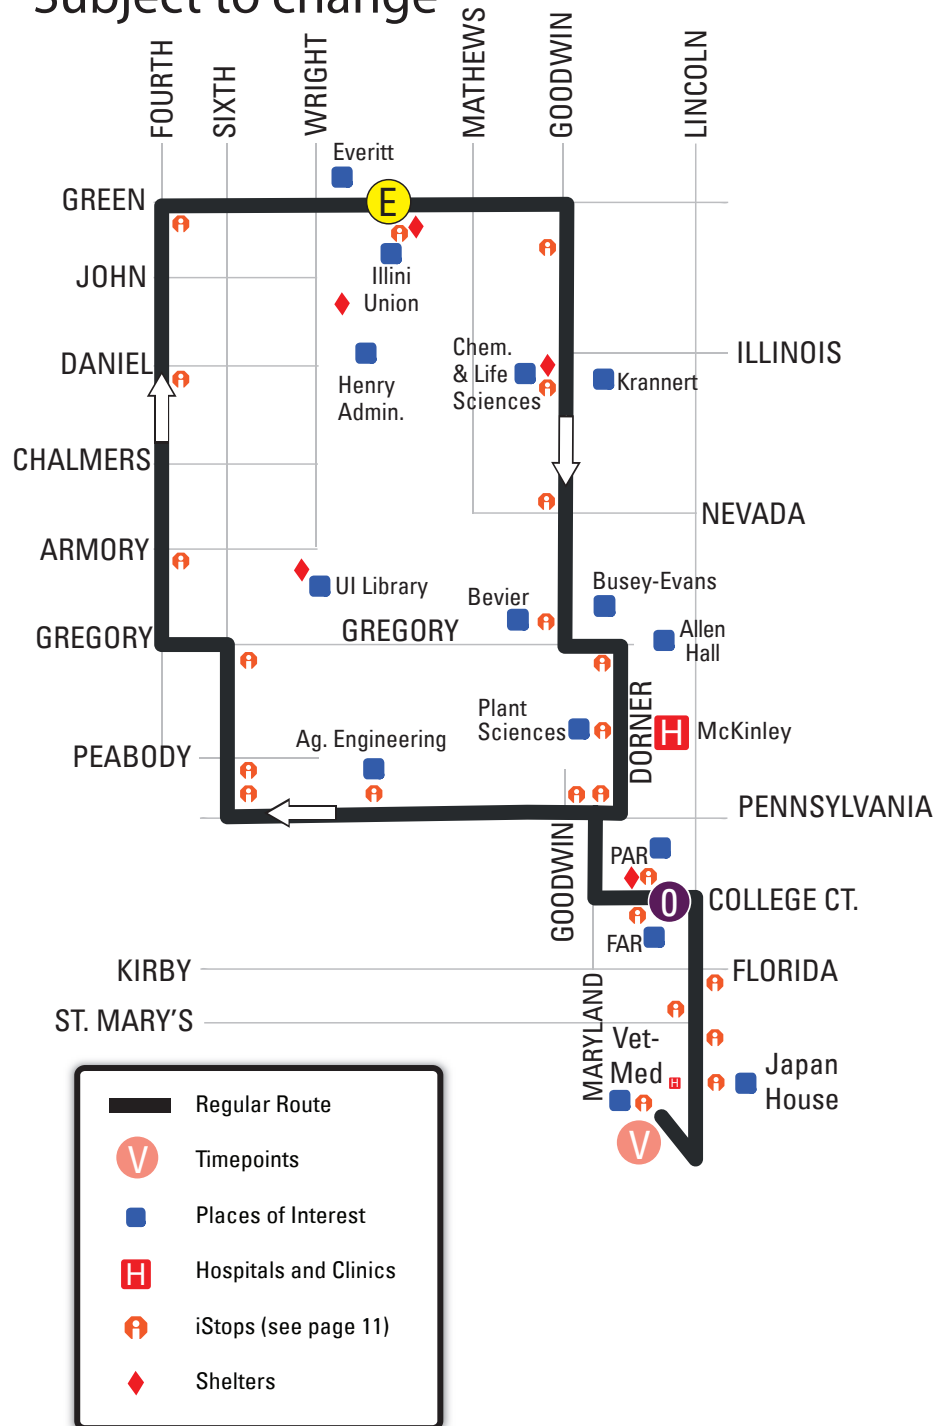 Subject to change
FOURTH
SIXTH
WRIGHT
MATHEWS
GOODWIN
LINCOLN
Everitt
GREEN
E
JOHN
Illini
Union
DANIEL
Henry
Admin.
Chem.
& Life
Sciences
ILLINOIS
Krannert
CHALMERS
NEVADA
ARMORY
UI Library
Bevier
Busey-Evans
GREGORY
GREGORY
Allen
Hall
Plant
Sciences
DORNER
H
McKinley
PEABODY
Ag. Engineering
PENNSYLVANIA
GOODWIN
PAR
O
COLLEGE CT.
FAR
KIRBY
FLORIDA
ST. MARY'S
MARYLAND
Vet-
Med
H
Japan
House
V
Regular Route
V
Timepoints
Places of Interest
H
Hospitals and Clinics
iStops (see page 11)
Shelters